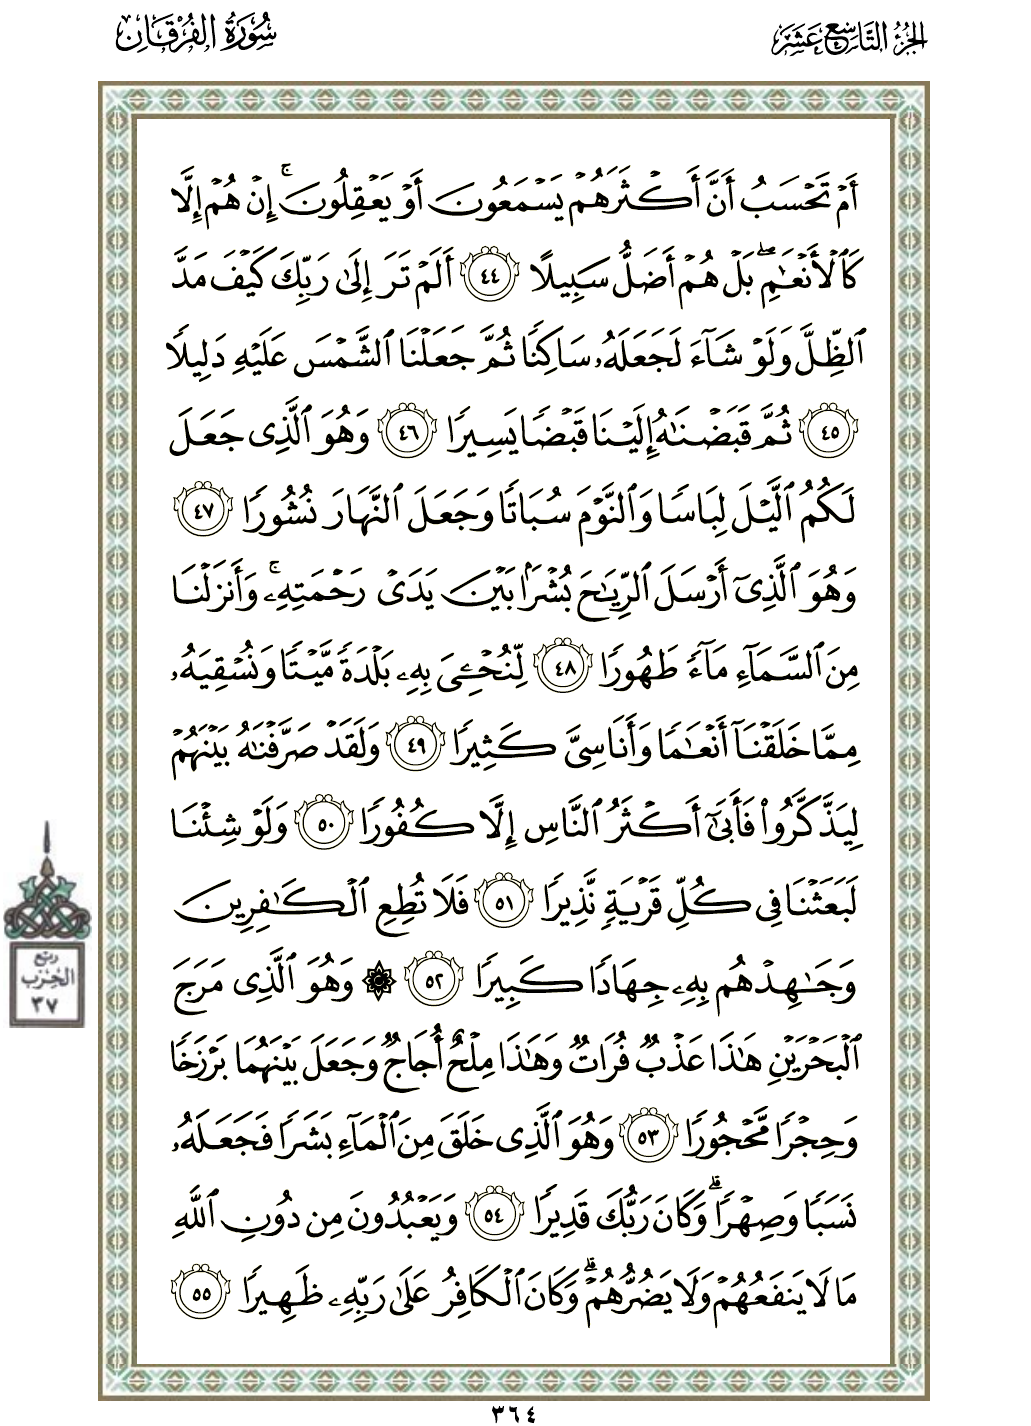 الجزء التاسع عشر
سورة الفرقان
أَمْ تَحْسَبُ أَنَّ أَكْثَرَهُمْ يَسْمَعُونَ أَوْ يَعْقِلُونَ ۚ إِنْ هُمْ إِلَّا
كَٱلْأَنْعَٰمِ ۖ بَلْ هُمْ أَضَلُّ سَبِيلًا ٤٤ أَلَمْ تَرَ إِلَىٰ رَبِّكَ كَيْفَ مَدَّ
ٱلظِّلَّ وَلَوْ شَآءَ لَجَعَلَهُۥ سَاكِنًا ثُمَّ جَعَلْنَا ٱلشَّمْسَ عَلَيْهِ دَلِيلًا
٤٥ ثُمَّ قَبَضْنَٰهُ إِلَيْنَا قَبْضًا يَسِيرًا ٤٦ وَهُوَ ٱلَّذِى جَعَلَ
لَكُمُ ٱلَّيْلَ لِبَاسًا وَٱلنَّوْمَ سُبَاتًا وَجَعَلَ ٱلنَّهَارَ نُشُورًا ٤٧
وَهُوَ ٱلَّذِىٓ أَرْسَلَ ٱلرِّيَٰحَ بُشْرًۢا بَيْنَ يَدَىْ رَحْمَتِهِۦ ۚ وَأَنزَلْنَا
مِنَ ٱلسَّمَآءِ مَآءً طَهُورًا ٤٨ لِّنُحْۦِىَ بِهِۦ بَلْدَةً مَّيْتًا وَنُسْقِيَهُۥ
مِمَّا خَلَقْنَآ أَنْعَٰمًا وَأَنَاسِىَّ كَثِيرًا ٤٩ وَلَقَدْ صَرَّفْنَٰهُ بَيْنَهُمْ
لِيَذَّكَّرُوا۟ فَأَبَىٰٓ أَكْثَرُ ٱلنَّاسِ إِلَّا كُفُورًا ٥٠ وَلَوْ شِئْنَا
لَبَعَثْنَا فِى كُلِّ قَرْيَةٍ نَّذِيرًا ٥١ فَلَا تُطِعِ ٱلْكَٰفِرِينَ
وَجَٰهِدْهُم بِهِۦ جِهَادًا كَبِيرًا ٥٢ ۞ وَهُوَ ٱلَّذِى مَرَجَ
ٱلْبَحْرَيْنِ هَٰذَا عَذْبٌ فُرَاتٌ وَهَٰذَا مِلْحٌ أُجَاجٌ وَجَعَلَ بَيْنَهُمَا بَرْزَخًا
وَحِجْرًا مَّحْجُورًا ٥٣ وَهُوَ ٱلَّذِى خَلَقَ مِنَ ٱلْمَآءِ بَشَرًا فَجَعَلَهُۥ
نَسَبًا وَصِهْرًا ۗ وَكَانَ رَبُّكَ قَدِيرًا ٥٤ وَيَعْبُدُونَ مِن دُونِ ٱللَّهِ
مَا لَا يَنفَعُهُمْ وَلَا يَضُرُّهُمْ ۗ وَكَانَ ٱلْكَافِرُ عَلَىٰ رَبِّهِۦ ظَهِيرًا ٥٥
ربع
الحزب
٣٧
٣٦٤